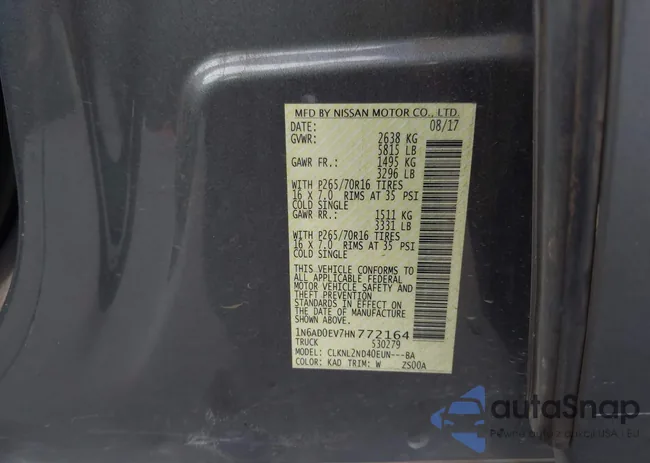 MFD BY NISSAN MOTOR CO., LTD.
DATE: 08/17
GVWR: 2638 KG
5815 LB
GAWR FR.: 1495 KG
3296 LB
WITH P265/70R16 TIRES
16 X 7.0 RIMS AT 35 PSI
COLD SINGLE
GAWR RR.: 1511 KG
3331 LB
WITH P265/70R16 TIRES
16 X 7.0 RIMS AT 35 PSI
COLD SINGLE
THIS VEHICLE CONFORMS TO
ALL APPLICABLE FEDERAL
MOTOR VEHICLE SAFETY AND
THEFT PREVENTION
STANDARDS IN EFFECT ON
THE DATE OF MANUFACTURE
SHOWN ABOVE.
1N6AD0EV7HN772164
TRUCK S30279
MODEL: CLKNL2ND40EUN---BA
COLOR: KAD TRIM: W ZS00A
autaSnap
USA - EU